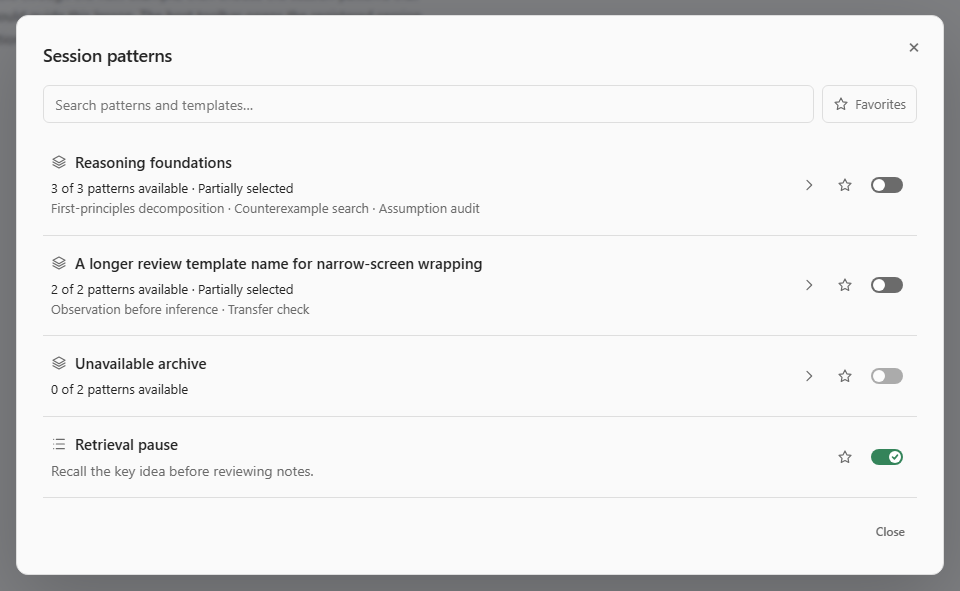 Session patterns
Search patterns and templates...
Favorites
Reasoning foundations
3 of 3 patterns available · Partially selected
First-principles decomposition · Counterexample search · Assumption audit
A longer review template name for narrow-screen wrapping
2 of 2 patterns available · Partially selected
Observation before inference · Transfer check
Unavailable archive
0 of 2 patterns available
Retrieval pause
Recall the key idea before reviewing notes.
Close